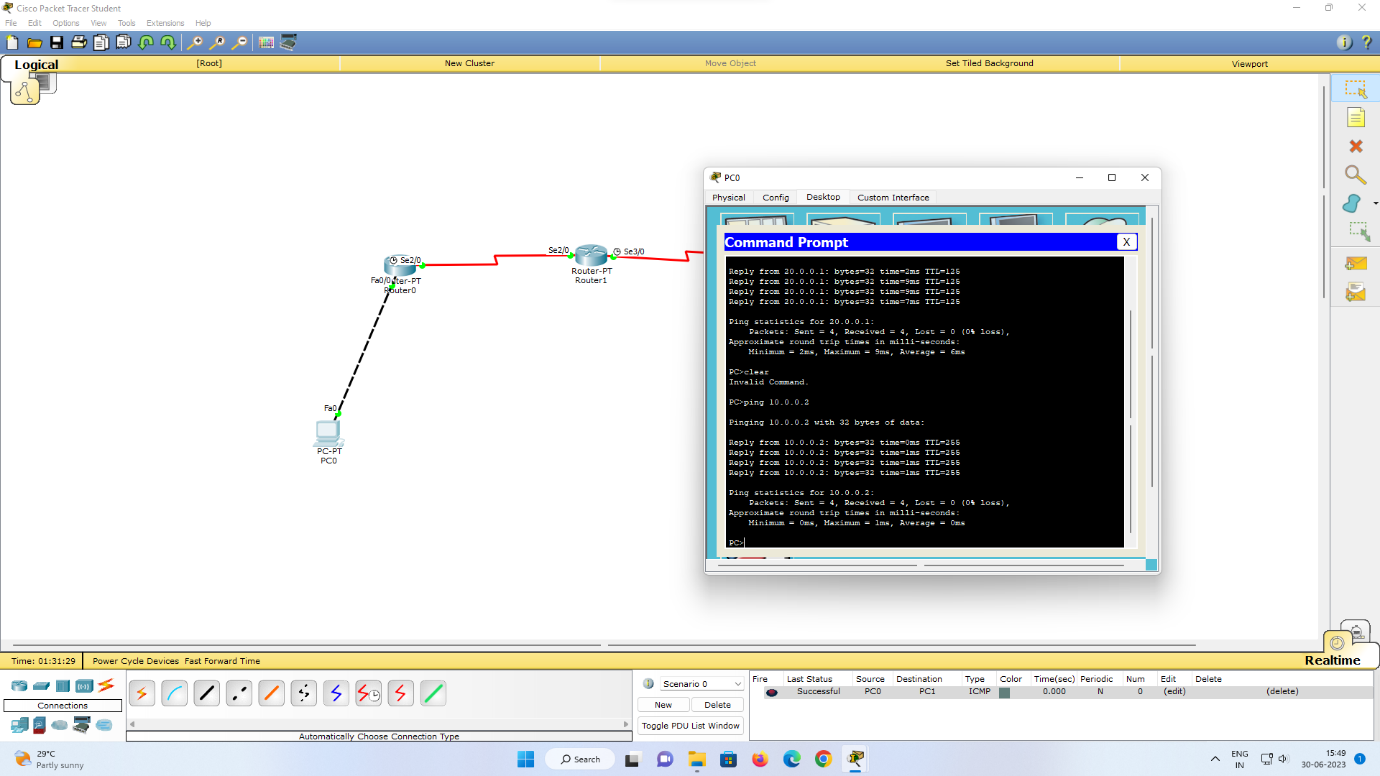 Cisco Packet Tracer Student
File Edit Options View Tools Extensions Help
Logical [Root] New Cluster Move Object Set Tiled Background Viewport
PC0
Physical Config Desktop Custom Interface
Command Prompt X
Reply from 20.0.0.1: bytes=32 time=2ms TTL=125
Reply from 20.0.0.1: bytes=32 time=9ms TTL=125
Reply from 20.0.0.1: bytes=32 time=9ms TTL=125
Reply from 20.0.0.1: bytes=32 time=7ms TTL=125
Ping statistics for 20.0.0.1:
Packets: Sent = 4, Received = 4, Lost = 0 (0% loss),
Approximate round trip times in milli-seconds:
Minimum = 2ms, Maximum = 9ms, Average = 6ms
PC>clear
Invalid Command.
PC>ping 10.0.0.2
Pinging 10.0.0.2 with 32 bytes of data:
Reply from 10.0.0.2: bytes=32 time=0ms TTL=255
Reply from 10.0.0.2: bytes=32 time=1ms TTL=255
Reply from 10.0.0.2: bytes=32 time=1ms TTL=255
Reply from 10.0.0.2: bytes=32 time=1ms TTL=255
Ping statistics for 10.0.0.2:
Packets: Sent = 4, Received = 4, Lost = 0 (0% loss),
Approximate round trip times in milli-seconds:
Minimum = 0ms, Maximum = 1ms, Average = 0ms
PC>
Se2/0 Se3/0
Router-PT
Router1
Se2/0
Fa0/0 uter-PT
Router0
Fa0
PC-PT
PC0
Time: 01:31:29 Power Cycle Devices Fast Forward Time
Realtime
Connections
Automatically Choose Connection Type
Scenario 0
New Delete
Toggle PDU List Window
Fire Last Status Source Destination Type Color Time(sec) Periodic Num Edit Delete
Successful PC0 PC1 ICMP 0.000 N 0 (edit) (delete)
29°C
Partly sunny
Search
ENG
IN
15:49
30-06-2023
1